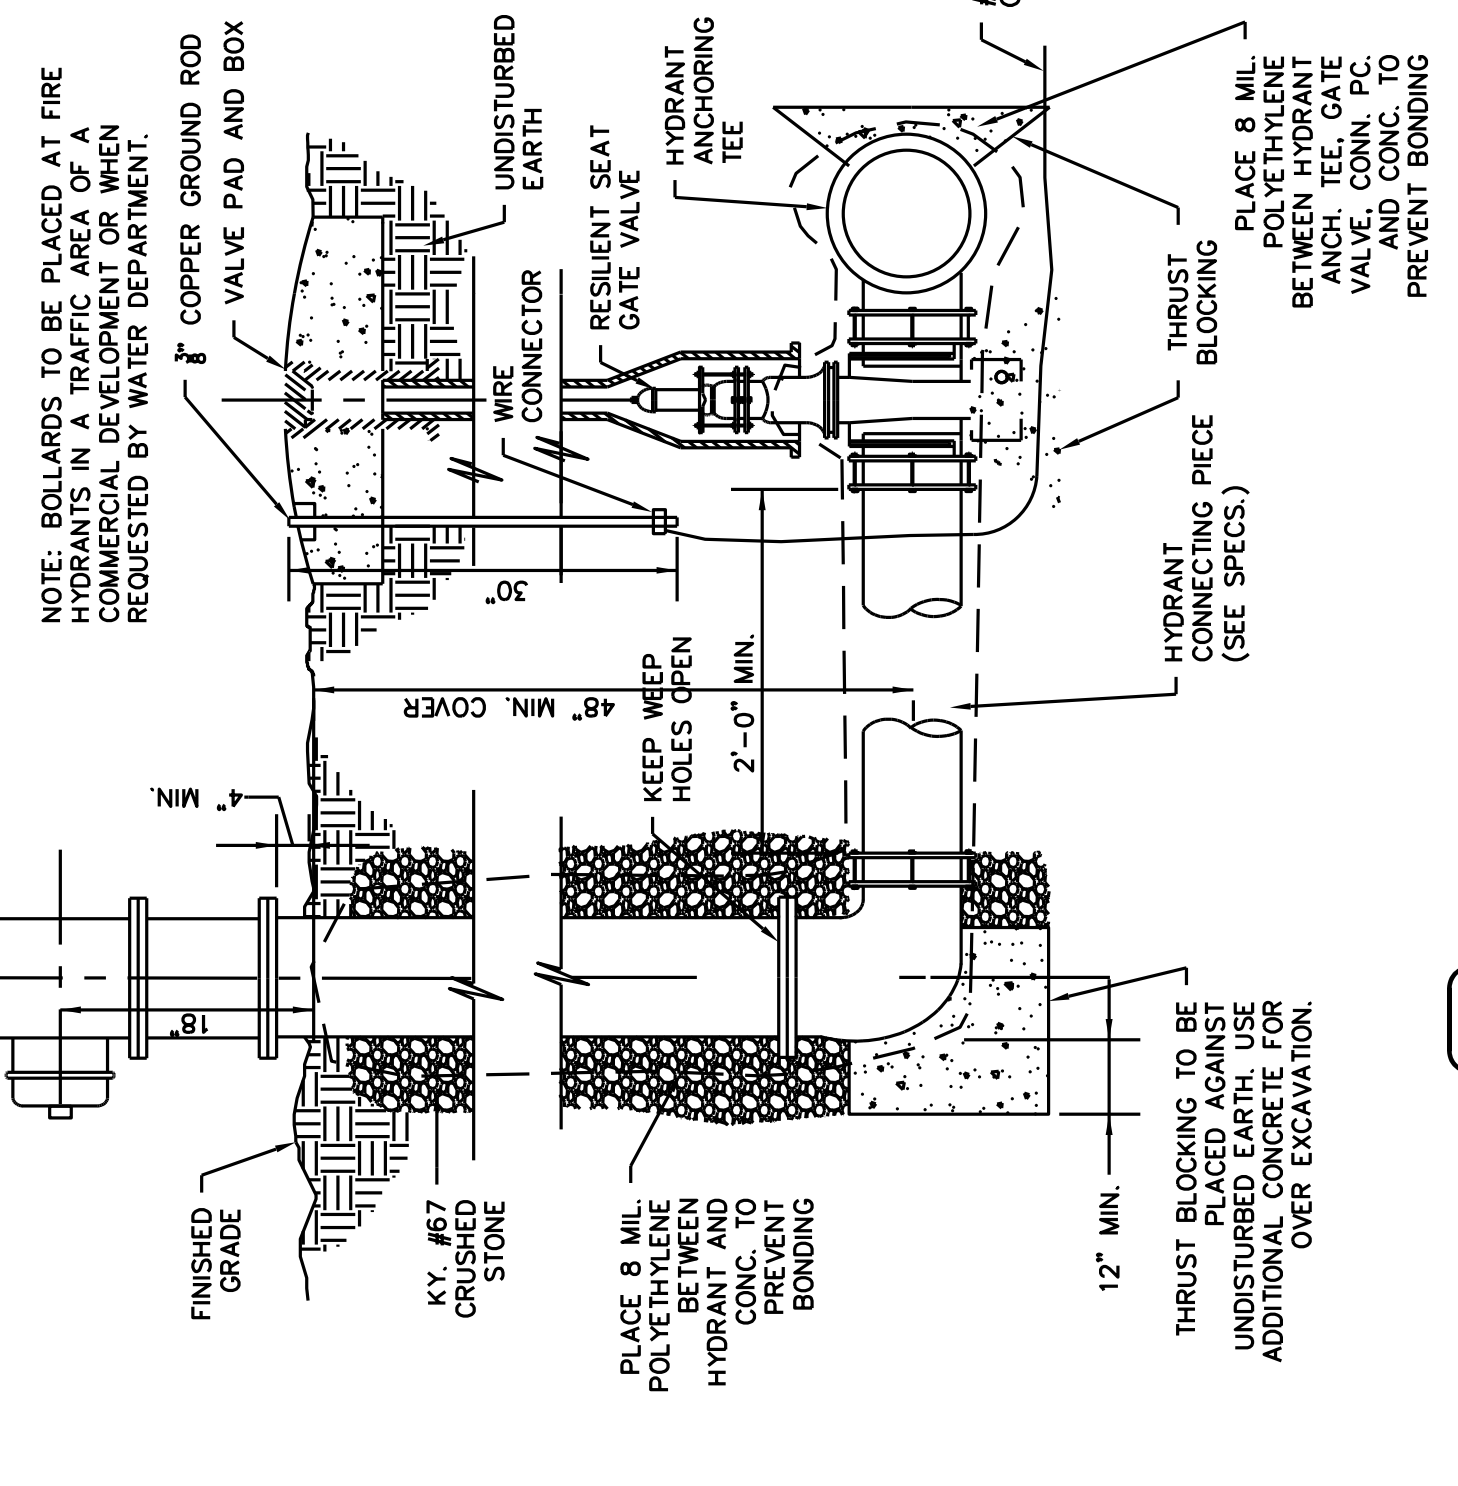 NOTE: BOLLARDS TO BE PLACED AT FIRE
HYDRANTS IN A TRAFFIC AREA OF A
COMMERCIAL DEVELOPMENT OR WHEN
REQUESTED BY WATER DEPARTMENT.
3/8" COPPER GROUND ROD
VALVE PAD AND BOX
UNDISTURBED
EARTH
WIRE
CONNECTOR
RESILIENT SEAT
GATE VALVE
HYDRANT
ANCHORING
TEE
PLACE 8 MIL.
POLYETHYLENE
BETWEEN HYDRANT
ANCH. TEE, GATE
VALVE, CONN. PC.
AND CONC. TO
PREVENT BONDING
THRUST
BLOCKING
HYDRANT
CONNECTING PIECE
(SEE SPECS.)
30"
48" MIN. COVER
KEEP WEEP
HOLES OPEN
2'-0" MIN.
4" MIN.
18"
FINISHED
GRADE
KY. #67
CRUSHED
STONE
PLACE 8 MIL.
POLYETHYLENE
BETWEEN
HYDRANT AND
CONC. TO
PREVENT
BONDING
12" MIN.
THRUST BLOCKING TO BE
PLACED AGAINST
UNDISTURBED EARTH. USE
ADDITIONAL CONCRETE FOR
OVER EXCAVATION.